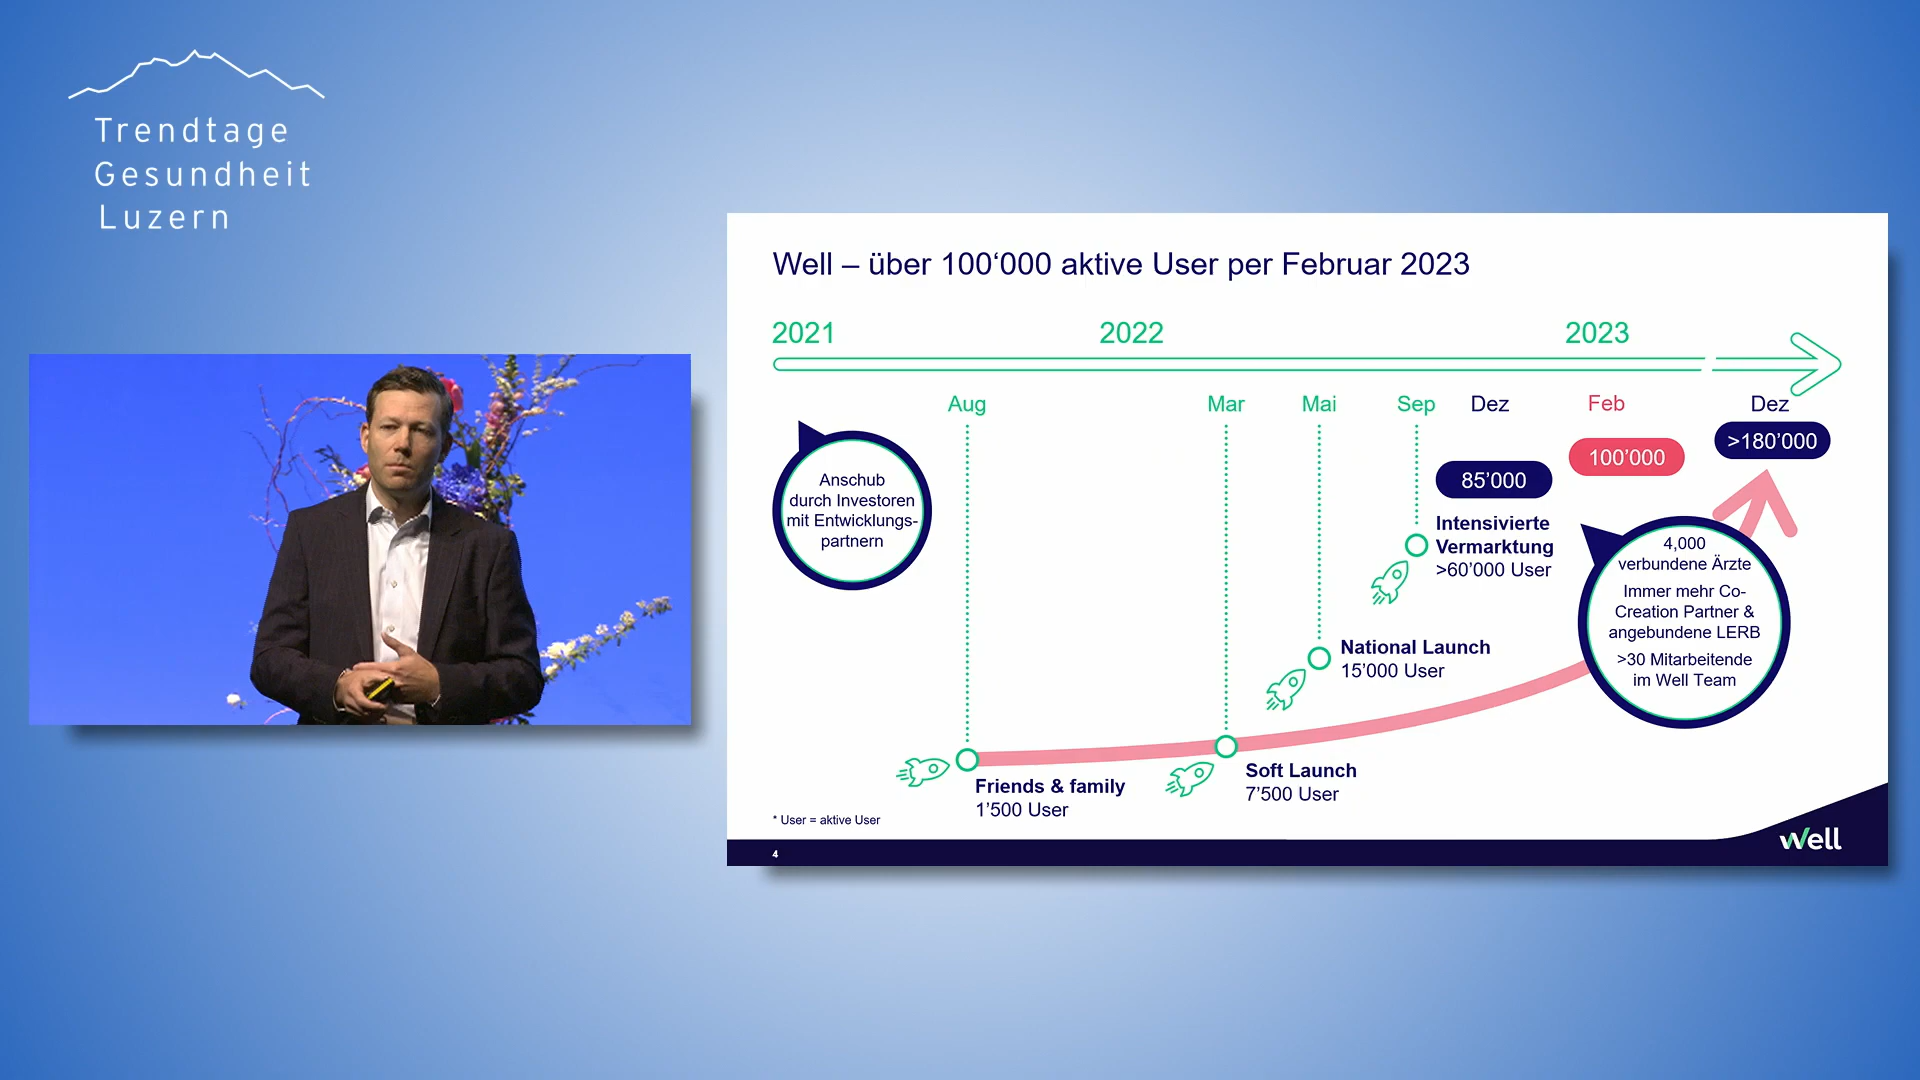 Trendtage
Gesundheit
Luzern
Well – über 100‘000 aktive User per Februar 2023
2021
2022
2023
Aug
Mar
Mai
Sep
Dez
Feb
Dez
>180’000
100’000
85’000
Anschub
durch Investoren
mit Entwicklungs-
partnern
Intensivierte
Vermarktung
>60’000 User
4,000
verbundene Ärzte
Immer mehr Co-
Creation Partner &
angebundene LERB
>30 Mitarbeitende
im Well Team
National Launch
15’000 User
Soft Launch
7’500 User
Friends & family
1’500 User
* User = aktive User
4
Well